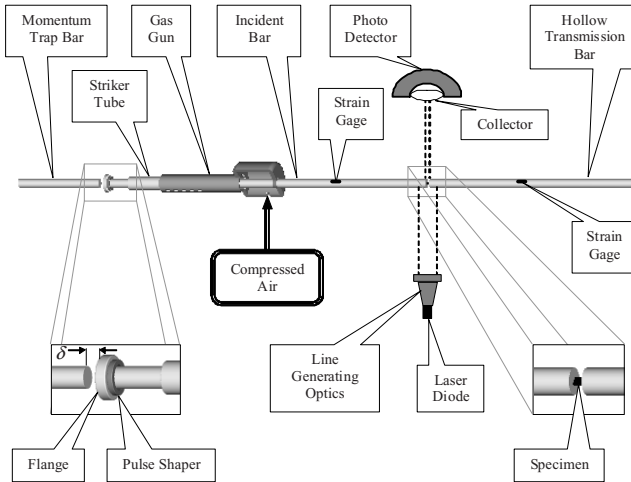 Momentum
Trap Bar
Gas
Gun
Incident
Bar
Photo
Detector
Hollow
Transmission
Bar
Striker
Tube
Strain
Gage
Collector
Compressed
Air
Strain
Gage
δ
Line
Generating
Optics
Laser
Diode
Flange
Pulse Shaper
Specimen